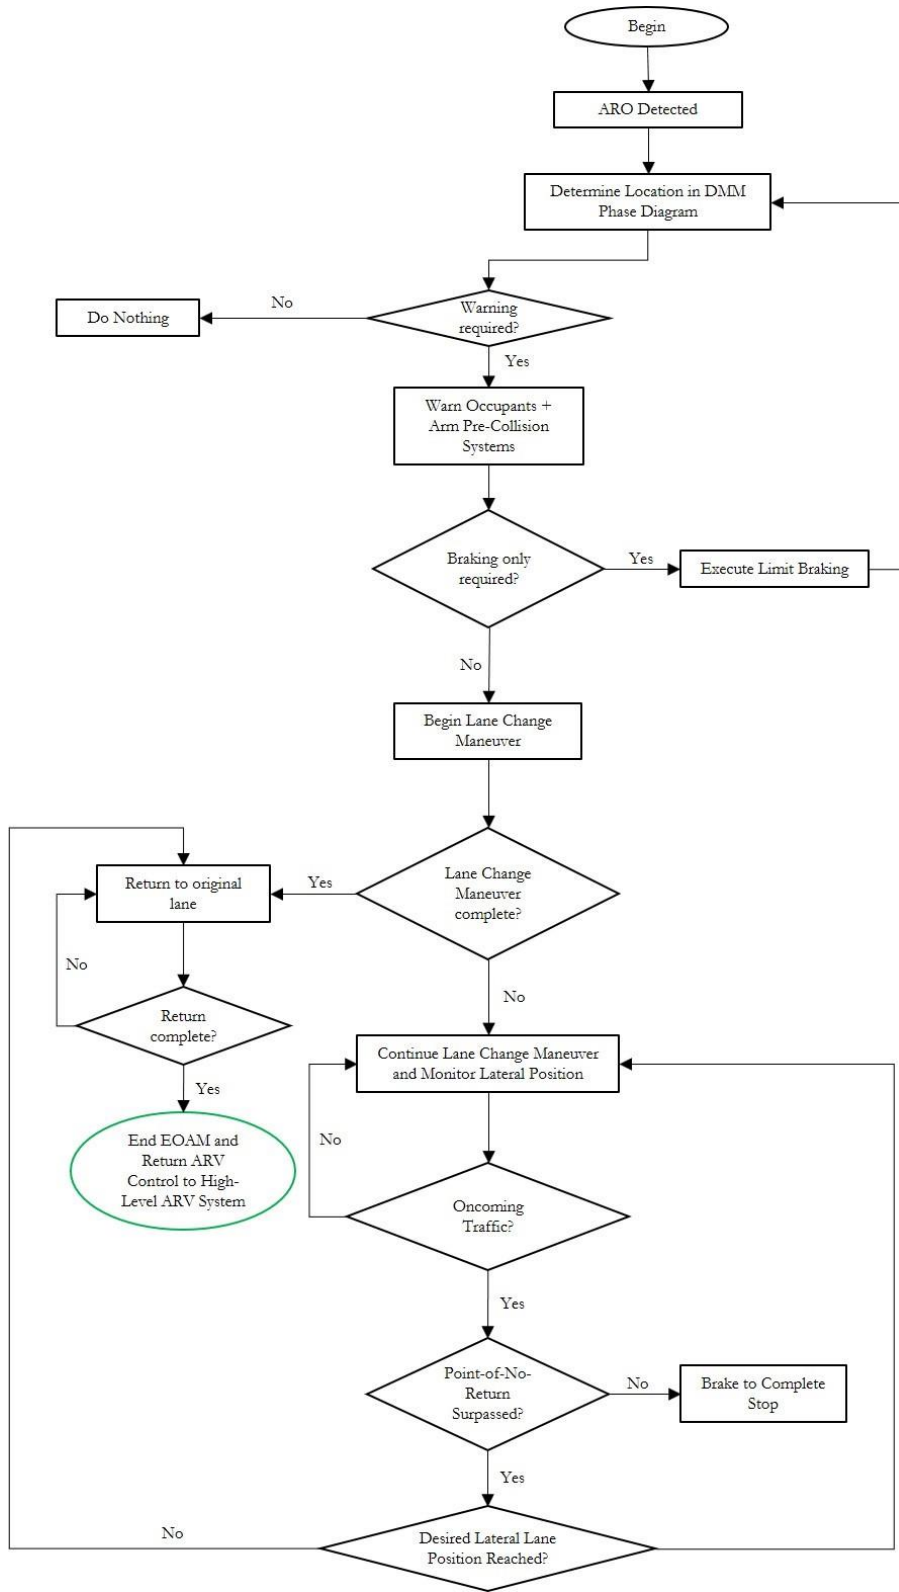 Begin
ARO Detected
Determine Location in DMM
Phase Diagram
Warning
required?
No
Do Nothing
Yes
Warn Occupants +
Arm Pre-Collision
Systems
Braking only
required?
Yes
Execute Limit Braking
No
Begin Lane Change
Maneuver
Lane Change
Maneuver
complete?
Yes
Return to original
lane
No
Return
complete?
Yes
End EOAM and
Return ARV
Control to High-
Level ARV System
No
Continue Lane Change Maneuver
and Monitor Lateral Position
No
Oncoming
Traffic?
Yes
Point-of-No-
Return
Surpassed?
No
Brake to Complete
Stop
Yes
Desired Lateral Lane
Position Reached?
No